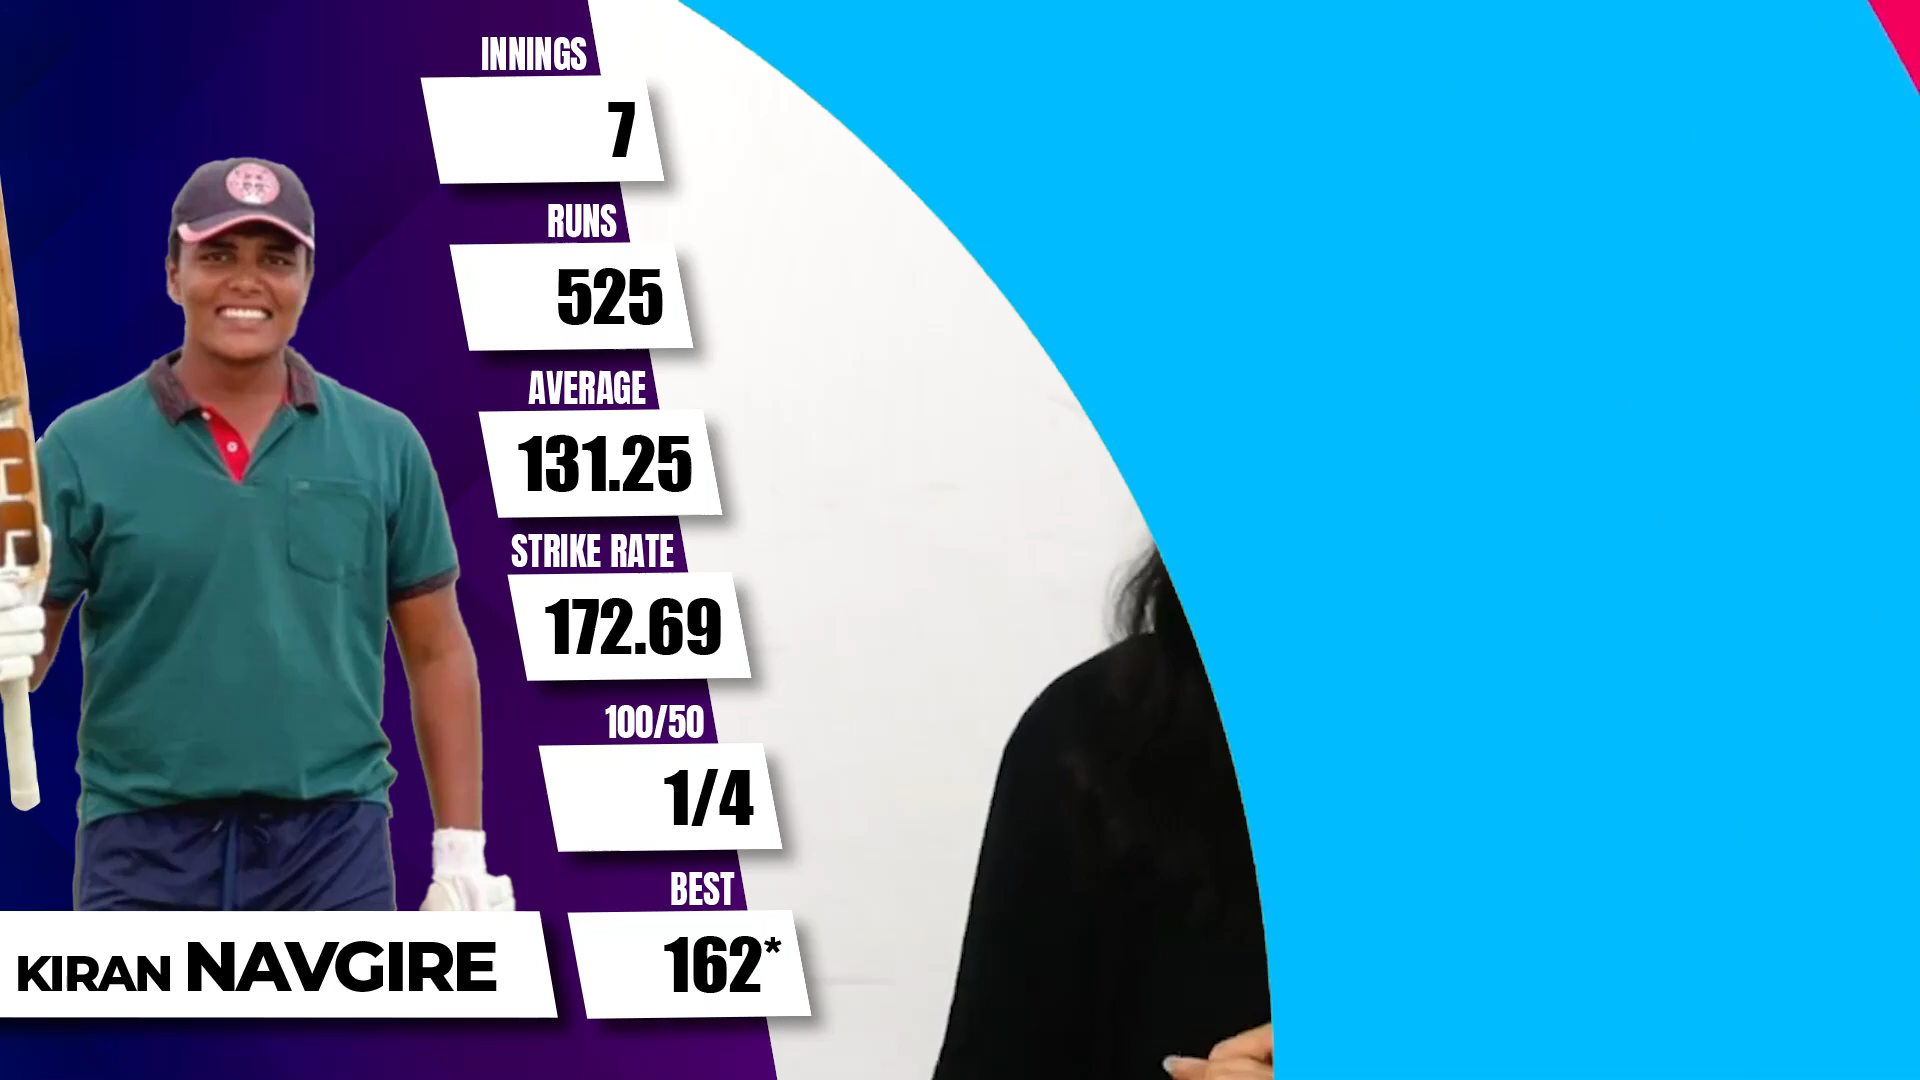 INNINGS
7
RUNS
525
AVERAGE
131.25
STRIKE RATE
172.69
100/50
1/4
BEST
162*
KIRAN NAVGIRE